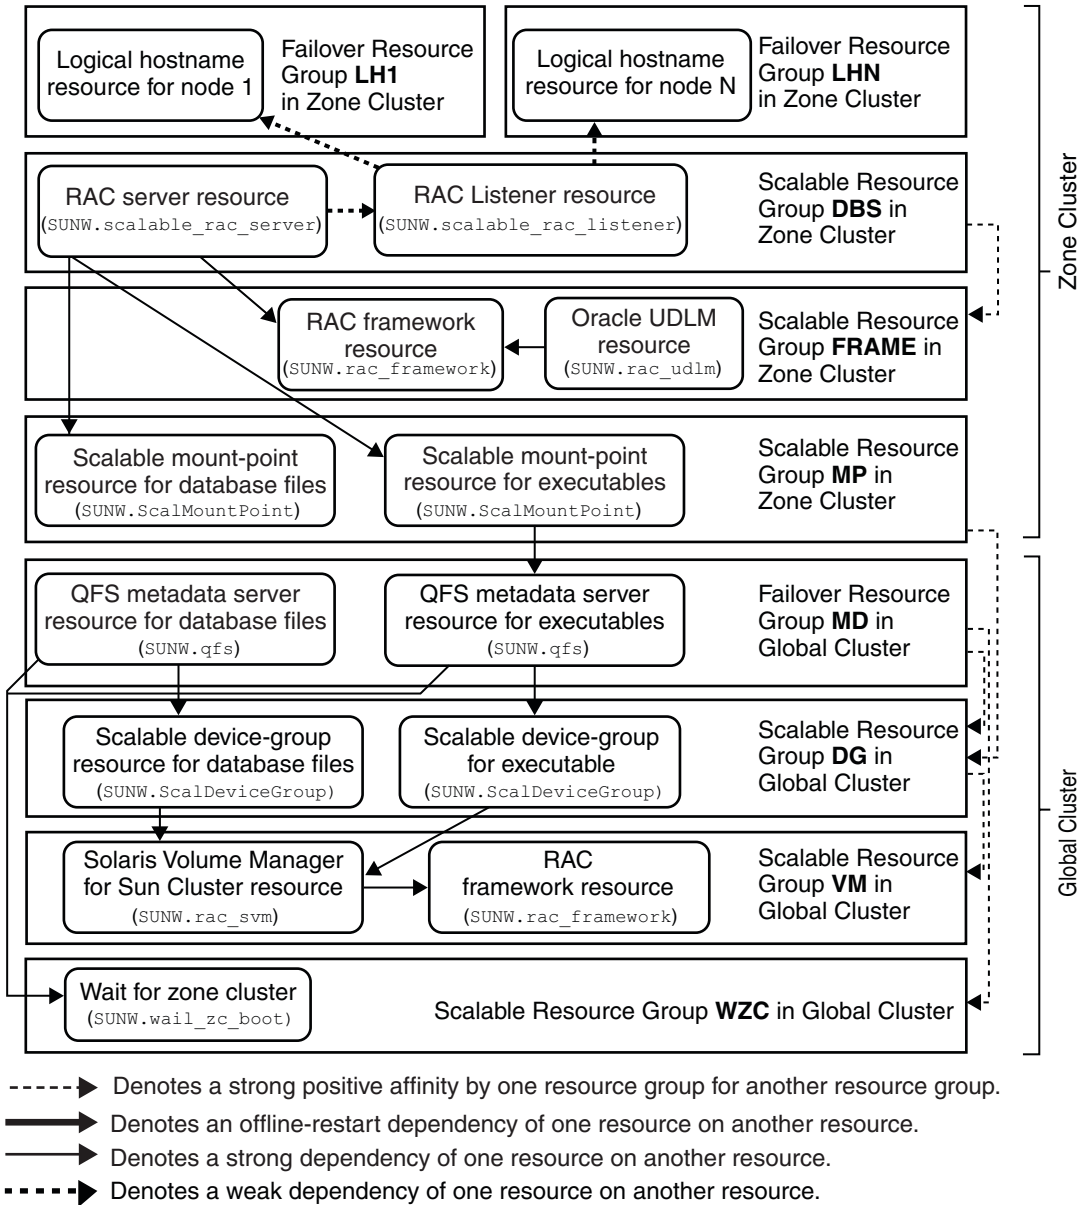 Logical hostname
resource for node 1
Failover Resource
Group LH1
in Zone Cluster
Logical hostname
resource for node N
Failover Resource
Group LHN
in Zone Cluster
RAC server resource
(SUNW.scalable_rac_server)
RAC Listener resource
(SUNW.scalable_rac_listener)
Scalable Resource
Group DBS in
Zone Cluster
RAC framework
resource
(SUNW.rac_framework)
Oracle UDLM
resource
(SUNW.rac_udlm)
Scalable Resource
Group FRAME in
Zone Cluster
Scalable mount-point
resource for database files
(SUNW.ScalMountPoint)
Scalable mount-point
resource for executables
(SUNW.ScalMountPoint)
Scalable Resource
Group MP in
Zone Cluster
Zone Cluster
QFS metadata server
resource for database files
(SUNW.qfs)
QFS metadata server
resource for executables
(SUNW.qfs)
Failover Resource
Group MD in
Global Cluster
Scalable device-group
resource for database files
(SUNW.ScalDeviceGroup)
Scalable device-group
for executable
(SUNW.ScalDeviceGroup)
Scalable Resource
Group DG in
Global Cluster
Solaris Volume Manager
for Sun Cluster resource
(SUNW.rac_svm)
RAC
framework resource
(SUNW.rac_framework)
Scalable Resource
Group VM in
Global Cluster
Wait for zone cluster
(SUNW.wail_zc_boot)
Scalable Resource Group WZC in Global Cluster
Global Cluster
Denotes a strong positive affinity by one resource group for another resource group.
Denotes an offline-restart dependency of one resource on another resource.
Denotes a strong dependency of one resource on another resource.
Denotes a weak dependency of one resource on another resource.